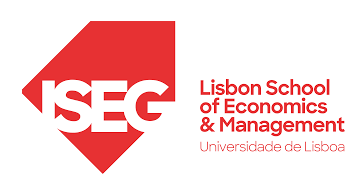 ISEG
Lisbon School
of Economics
& Management
Universidade de Lisboa